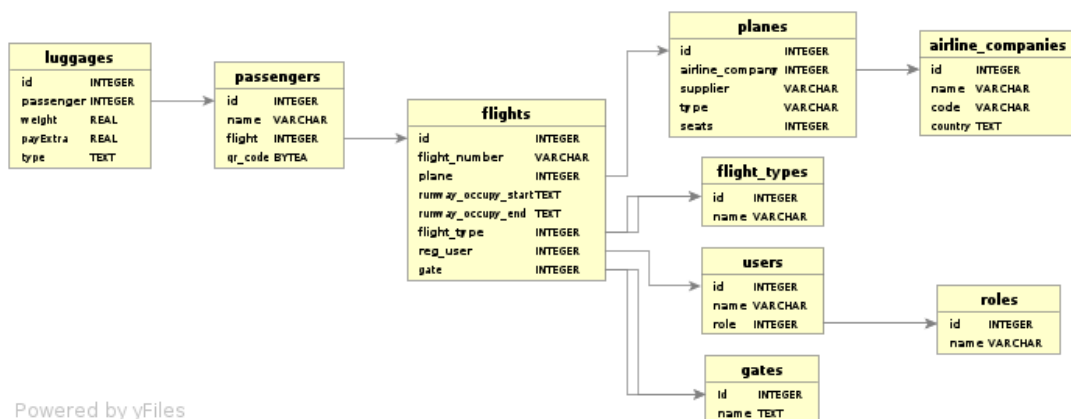 luggages
id INTEGER
passenger INTEGER
weight REAL
payExtra REAL
type TEXT
passengers
id INTEGER
name VARCHAR
flight INTEGER
qr_code BYTEA
flights
id INTEGER
flight_number VARCHAR
plane INTEGER
runway_occupy_start TEXT
runway_occupy_end TEXT
flight_type INTEGER
reg_user INTEGER
gate INTEGER
planes
id INTEGER
airline_company INTEGER
supplier VARCHAR
type VARCHAR
seats INTEGER
airline_companies
id INTEGER
name VARCHAR
code VARCHAR
country TEXT
flight_types
id INTEGER
name VARCHAR
users
id INTEGER
name VARCHAR
role INTEGER
roles
id INTEGER
name VARCHAR
gates
id INTEGER
name TEXT
Powered by yFiles